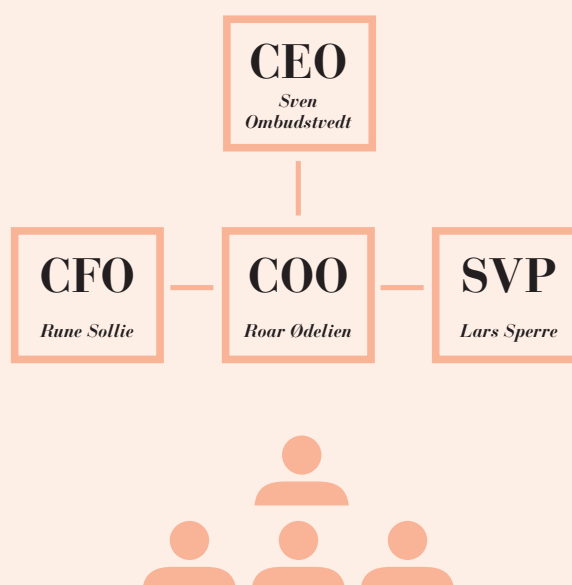 CEO
Sven
Ombudstvedt
CFO
Rune Sollie
COO
Roar Ødelien
SVP
Lars Sperre